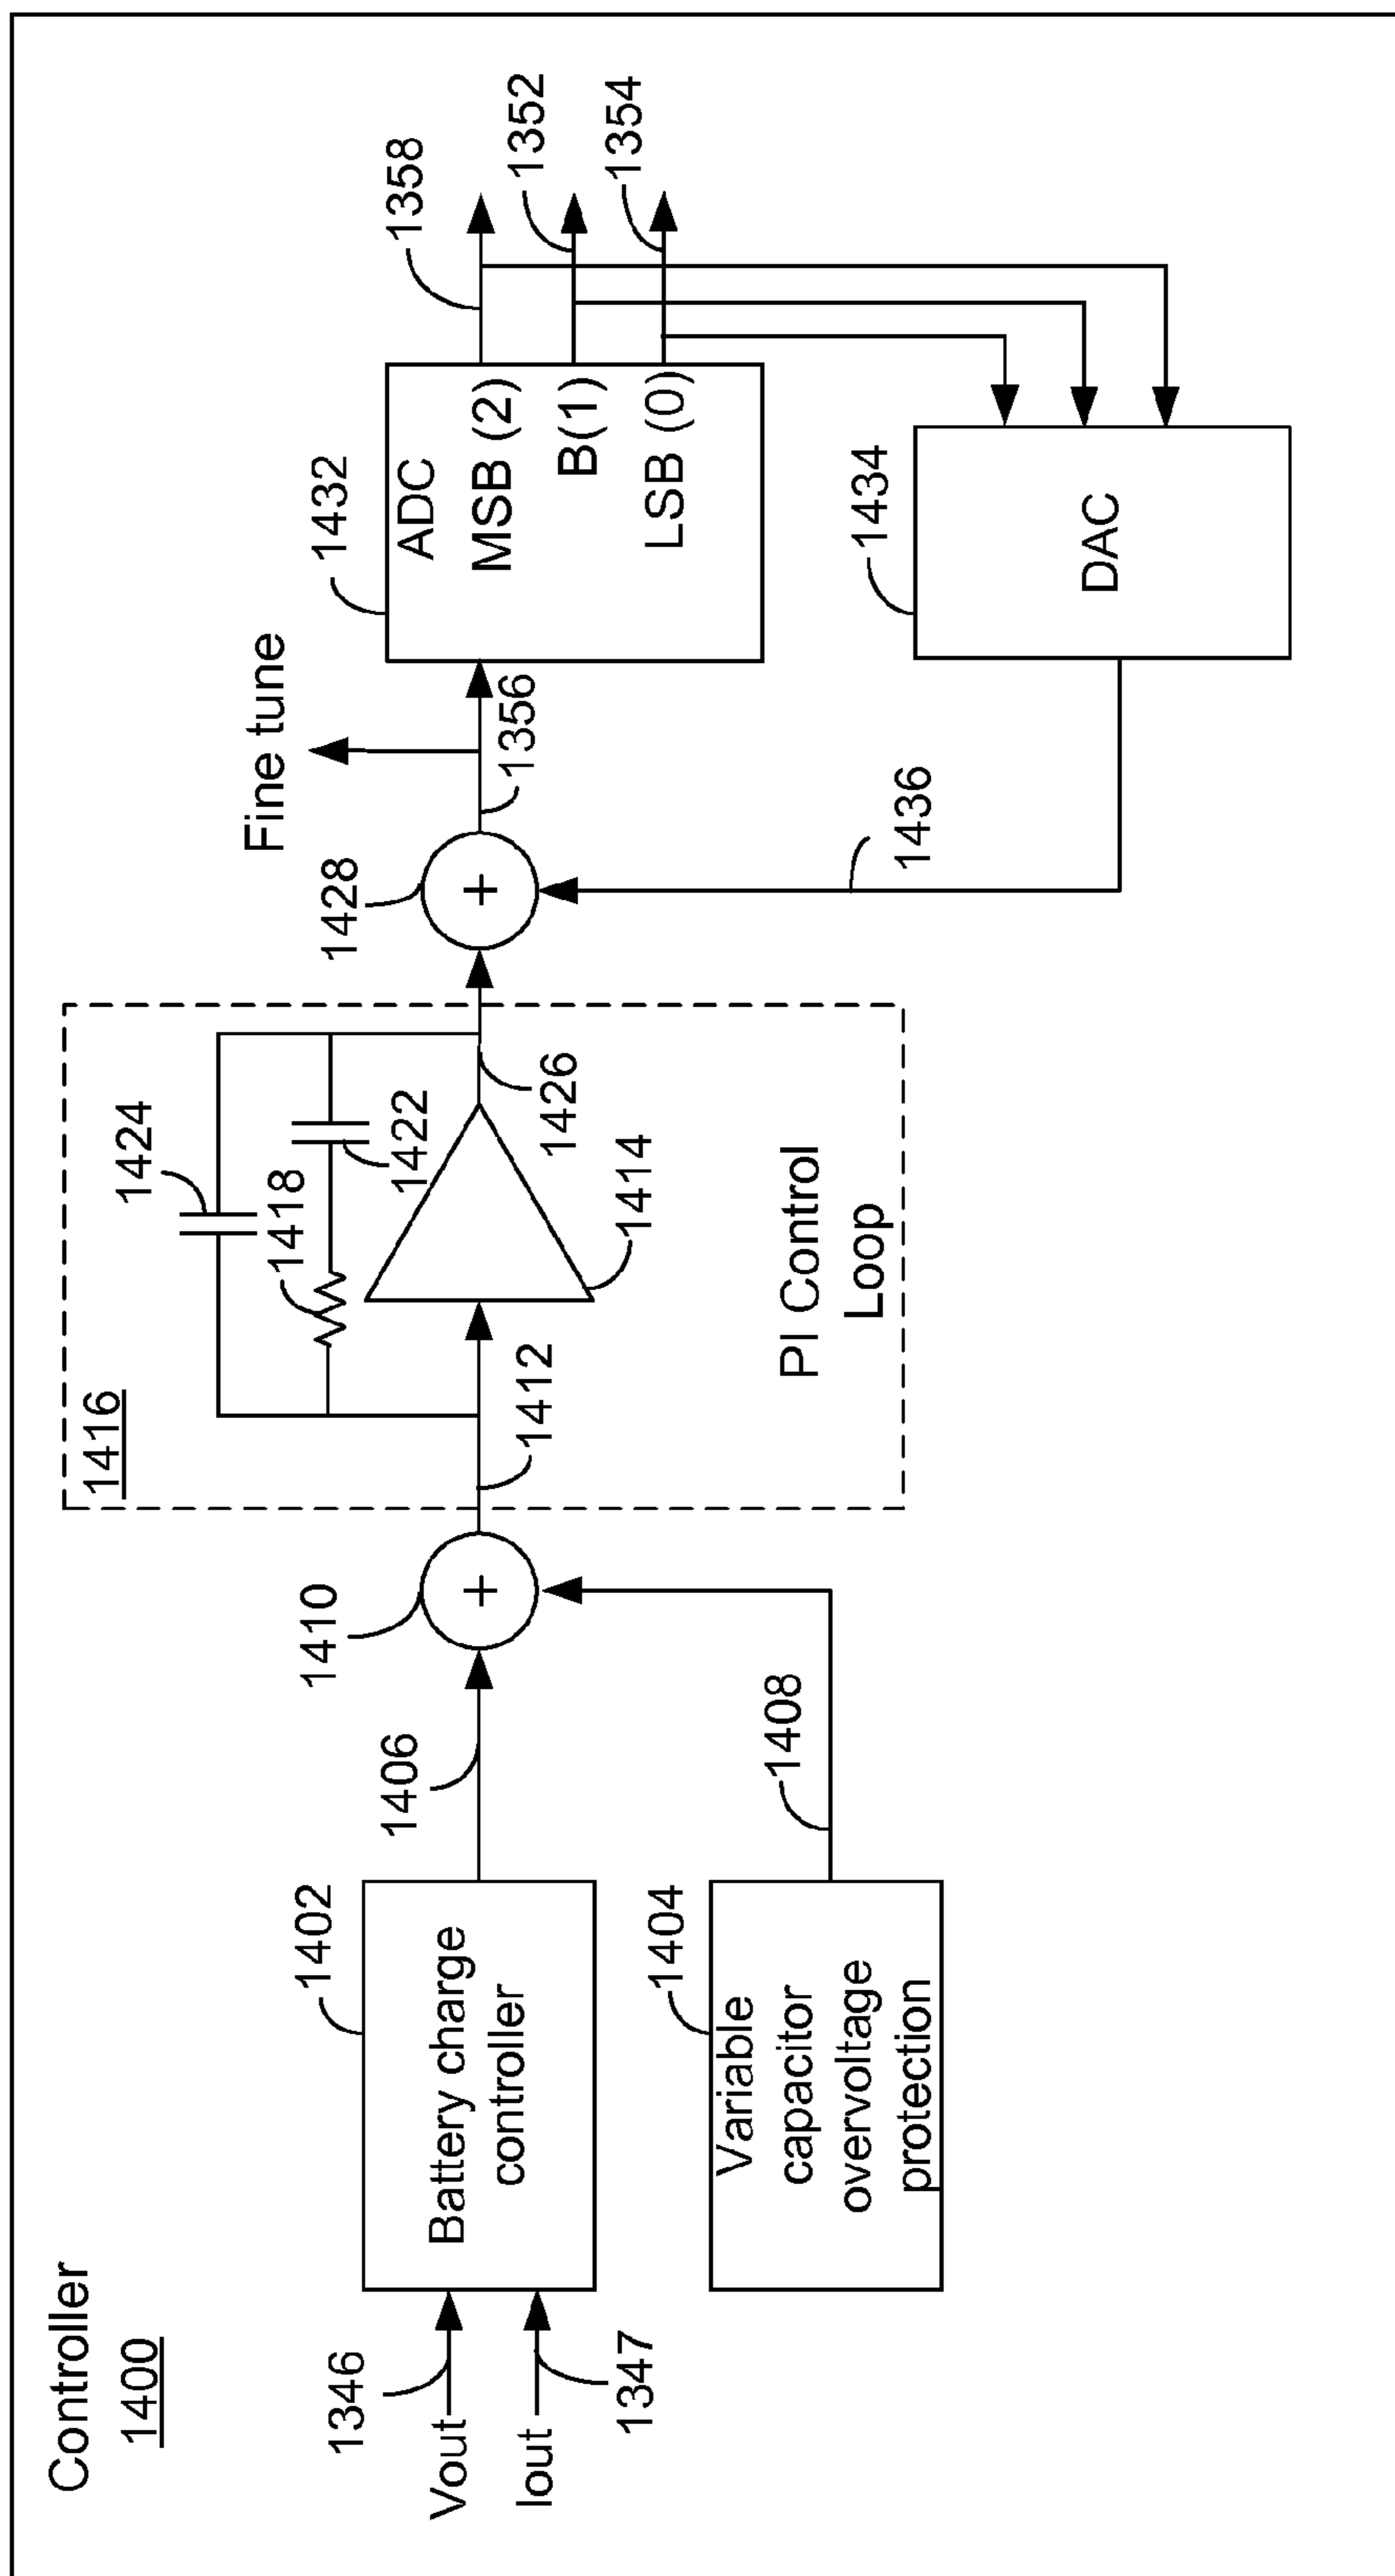 Controller
1400
Vout
1346
Iout
1347
1402
Battery charge
controller
1404
Variable
capacitor
overvoltage
protection
1406
1408
1410
1412
1416
1424
1418
1422
1414
1426
PI Control
Loop
1428
Fine tune
1356
1436
1432
ADC
MSB (2)
B(1)
LSB (0)
1434
DAC
1358
1352
1354